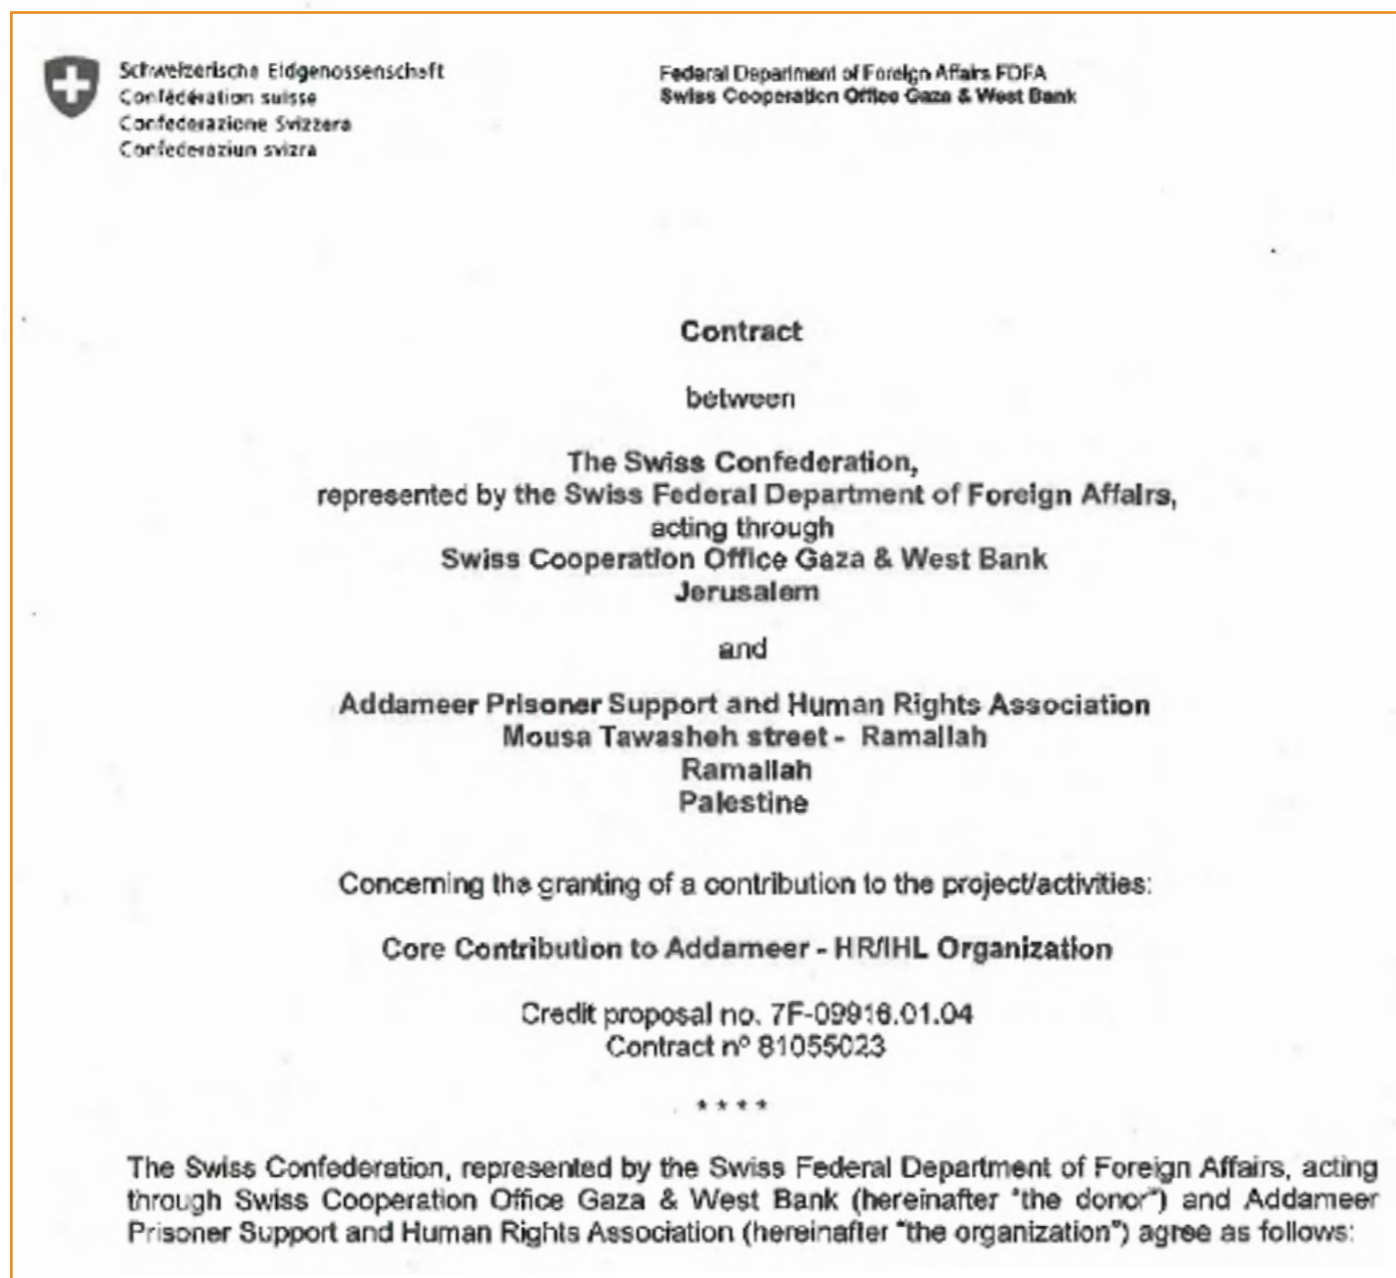 Schweizerische Eidgenossenschaft
Confédération suisse
Confederazione Svizzera
Confederaziun svizra
Federal Department of Foreign Affairs FDFA
Swiss Cooperation Office Gaza & West Bank
Contract
between
The Swiss Confederation,
represented by the Swiss Federal Department of Foreign Affairs,
acting through
Swiss Cooperation Office Gaza & West Bank
Jerusalem
and
Addameer Prisoner Support and Human Rights Association
Mousa Tawasheh street - Ramallah
Ramallah
Palestine
Concerning the granting of a contribution to the project/activities:
Core Contribution to Addameer - HR/IHL Organization
Credit proposal no. 7F-09916.01.04
Contract nº 81055023
* * * *
The Swiss Confederation, represented by the Swiss Federal Department of Foreign Affairs, acting
through Swiss Cooperation Office Gaza & West Bank (hereinafter "the donor") and Addameer
Prisoner Support and Human Rights Association (hereinafter "the organization") agree as follows: